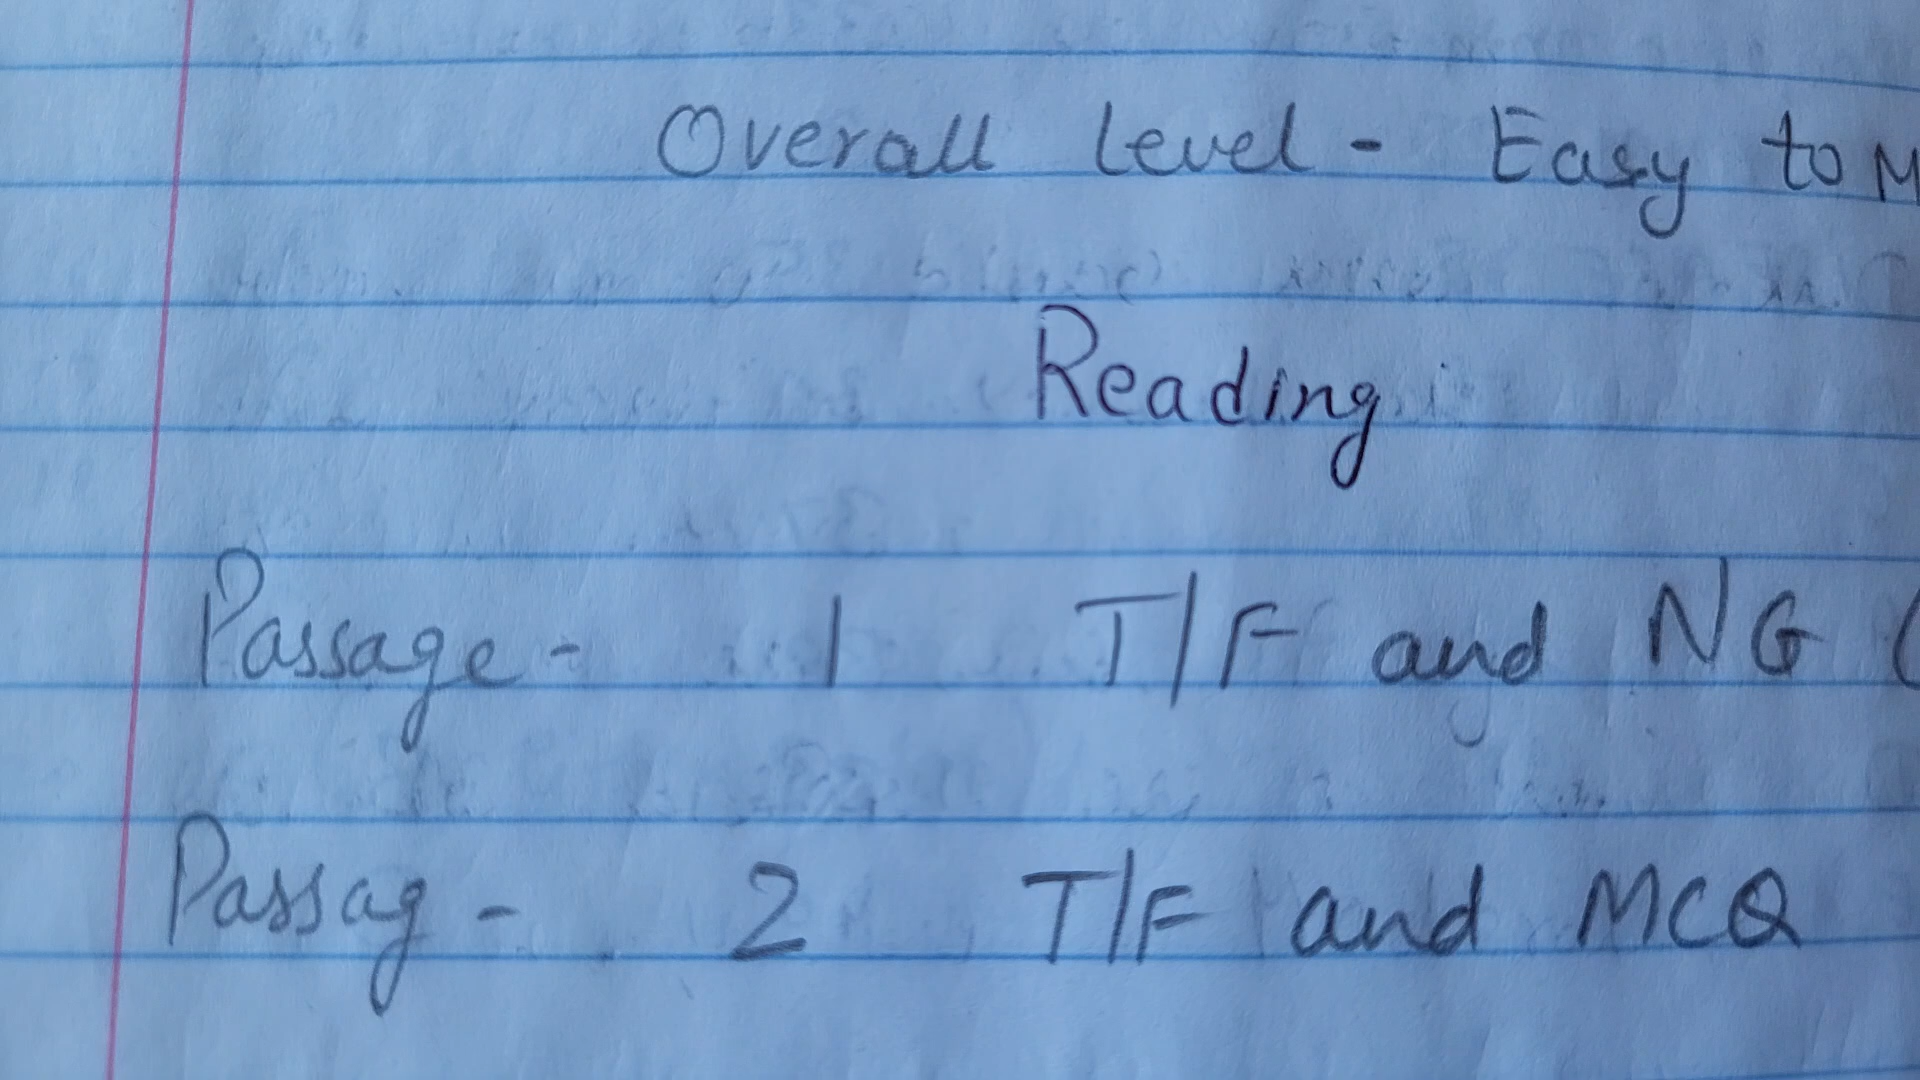 Overall Level - Easy to M
Reading
Passage - 1 T/F and NG (
Passag - 2 T/F and MCQ